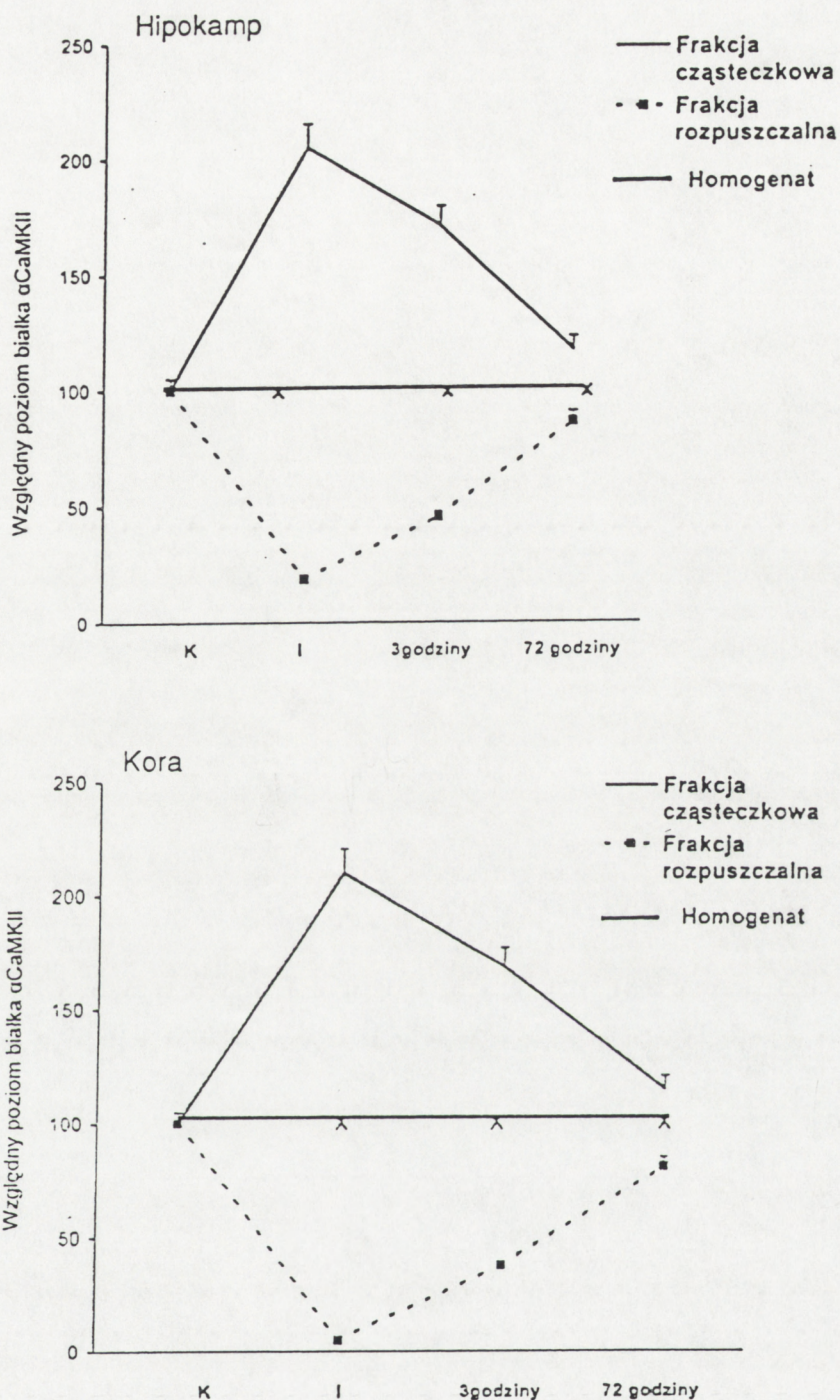 Hipokamp
250
200
150
100
50
0
Względny poziom białka αCaMKII
K
I
3godziny
72 godziny
Frakcja
cząsteczkowa
Frakcja
rozpuszczalna
Homogenat
Kora
250
200
150
100
50
0
Względny poziom białka αCaMKII
K
I
3godziny
72 godziny
Frakcja
cząsteczkowa
Frakcja
rozpuszczalna
Homogenat